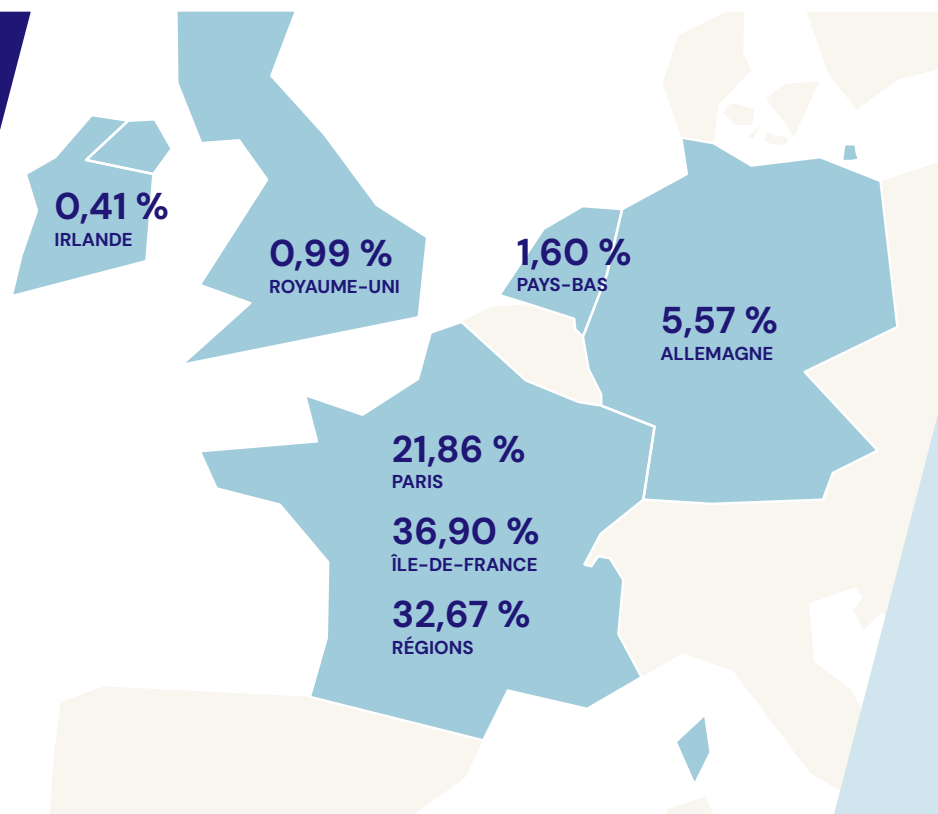 0,41 %
IRLANDE
0,99 %
ROYAUME-UNI
1,60 %
PAYS-BAS
5,57 %
ALLEMAGNE
21,86 %
PARIS
36,90 %
ÎLE-DE-FRANCE
32,67 %
RÉGIONS